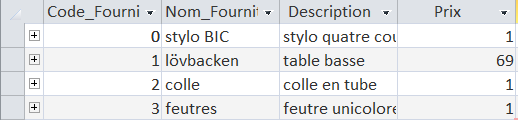 Code_Fourni Nom_Fournit Description Prix
0 stylo BIC stylo quatre cou 1
1 lövbacken table basse 69
2 colle colle en tube 1
3 feutres feutre unicolore 1